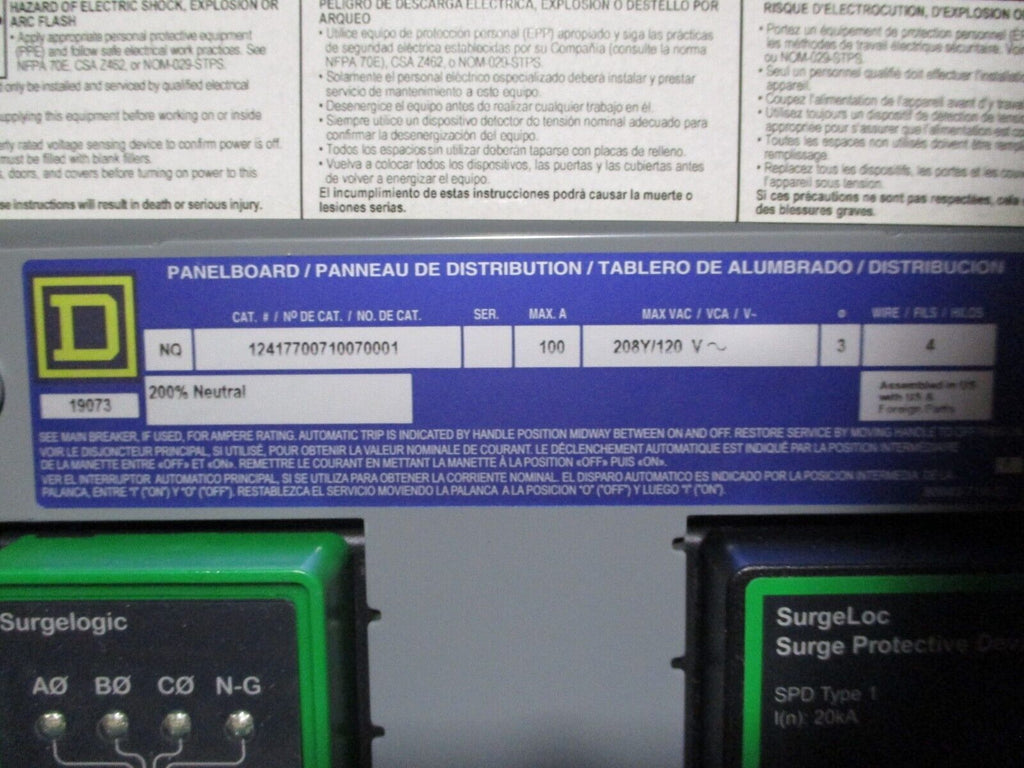 HAZARD OF ELECTRIC SHOCK, EXPLOSION OR
ARC FLASH
• Apply appropriate personal protective equipment
(PPE) and follow safe electrical work practices. See
NFPA 70E, CSA Z462, or NOM-029-STPS.
only be installed and serviced by qualified electrical
supplying this equipment before working on or inside
rated voltage sensing device to confirm power is off.
must be filled with blank fillers.
doors, and covers before turning on power to this
instructions will result in death or serious injury.
PELIGRO DE DESCARGA ELÉCTRICA, EXPLOSIÓN O DESTELLO POR
ARQUEO
• Utilice equipo de protección personal (EPP) apropiado y siga las prácticas
de seguridad eléctrica establecidas por su Compañía (consulte la norma
NFPA 70E), CSA Z462, o NOM-029-STPS.
• Solamente el personal eléctrico especializado deberá instalar y prestar
servicio de mantenimiento a este equipo.
• Desenergice el equipo antes de realizar cualquier trabajo en él.
• Siempre utilice un dispositivo detector de tensión nominal adecuado para
confirmar la desenergización del equipo.
• Todos los espacios sin utilizar deberán taparse con placas de relleno.
• Vuelva a colocar todos los dispositivos, las puertas y las cubiertas antes
de volver a energizar el equipo.
El incumplimiento de estas instrucciones podrá causar la muerte o
lesiones serias.
RISQUE D'ÉLECTROCUTION, D'EXPLOSION
• Portez un équipement de protection personnel
les méthodes de travail électrique sécuritaire.
ou NOM-029-STPS.
• Seul un personnel qualifié doit effectuer l'installation
appareil.
• Coupez l'alimentation de l'appareil avant d'y
• Utilisez toujours un dispositif de détection de
appropriée pour s'assurer que l'alimentation est
• Toutes les espaces non utilisés doivent être
remplissage.
• Replacez tous les dispositifs, les portes et les
l'appareil sous tension.
Si ces précautions ne sont pas respectées, cela
des blessures graves.
PANELBOARD / PANNEAU DE DISTRIBUTION / TABLERO DE ALUMBRADO / DISTRIBUCION
D
CAT. # / Nº DE CAT. / NO. DE CAT. SER. MAX. A MAX VAC / VCA / V~ ø WIRE / FILS / HILOS
NQ 12417700710070001 100 208Y/120 V ~ 3 4
19073 200% Neutral
Assembled in US
with US &
Foreign Parts
SEE MAIN BREAKER, IF USED, FOR AMPERE RATING. AUTOMATIC TRIP IS INDICATED BY HANDLE POSITION MIDWAY BETWEEN ON AND OFF. RESTORE SERVICE BY MOVING HANDLE TO
VOIR LE DISJONCTEUR PRINCIPAL, SI UTILISÉ, POUR OBTENIR LA VALEUR NOMINALE DE COURANT. LE DÉCLENCHEMENT AUTOMATIQUE EST INDIQUÉ PAR LA POSITION INTERMÉDIAIRE
DE LA MANETTE ENTRE «OFF» ET «ON». REMETTRE LE COURANT EN METTANT LA MANETTE À LA POSITION «OFF» PUIS «ON».
VER EL INTERRUPTOR AUTOMATICO PRINCIPAL, SI SE UTILIZA PARA OBTENER LA CORRIENTE NOMINAL. EL DISPARO AUTOMATICO ES INDICADO POR LA POSICION INTERMEDIA DE LA
PALANCA, ENTRE "I" ("ON") Y "O" ("OFF"). RESTABLEZCA EL SERVICIO MOVIENDO LA PALANCA A LA POSICION "O" ("OFF") Y LUEGO "I" ("ON").
Surgelogic
AØ BØ CØ N-G
SurgeLoc
Surge Protective
SPD Type 1
I(n): 20kA